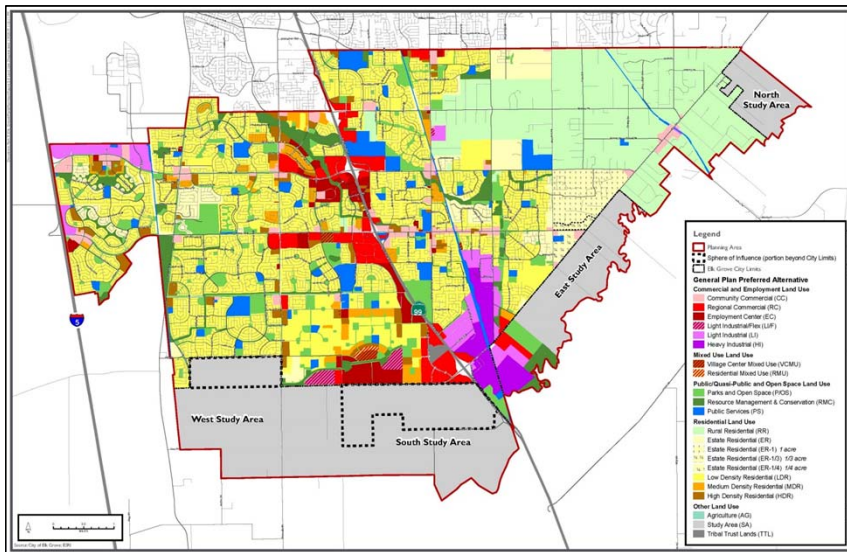 North
Study Area
East Study Area
99
5
West Study Area
South Study Area
Legend
Planning Area
Sphere of Influence (portion beyond City Limits)
Elk Grove City Limits
General Plan Preferred Alternative
Commercial and Employment Land Use
Community Commercial (CC)
Regional Commercial (RC)
Employment Center (EC)
Light Industrial/Flex (LI/F)
Light Industrial (LI)
Heavy Industrial (HI)
Mixed Use Land Use
Village Center Mixed Use (VCMU)
Residential Mixed Use (RMU)
Public/Quasi-Public and Open Space Land Use
Parks and Open Space (P/OS)
Resource Management & Conservation (RMC)
Public Services (PS)
Residential Land Use
Rural Residential (RR)
Estate Residential (ER)
Estate Residential (ER-1) 1 acre
Estate Residential (ER-1/3) 1/3 acre
Estate Residential (ER-1/4) 1/4 acre
Low Density Residential (LDR)
Medium Density Residential (MDR)
High Density Residential (HDR)
Other Land Use
Agriculture (AG)
Study Area (SA)
Tribal Trust Lands (TTL)